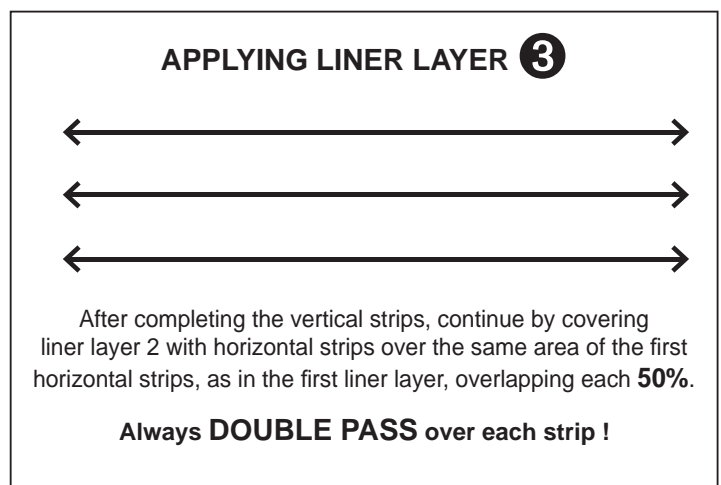 APPLYING LINER LAYER 3
After completing the vertical strips, continue by covering
liner layer 2 with horizontal strips over the same area of the first
horizontal strips, as in the first liner layer, overlapping each 50%.
Always DOUBLE PASS over each strip !